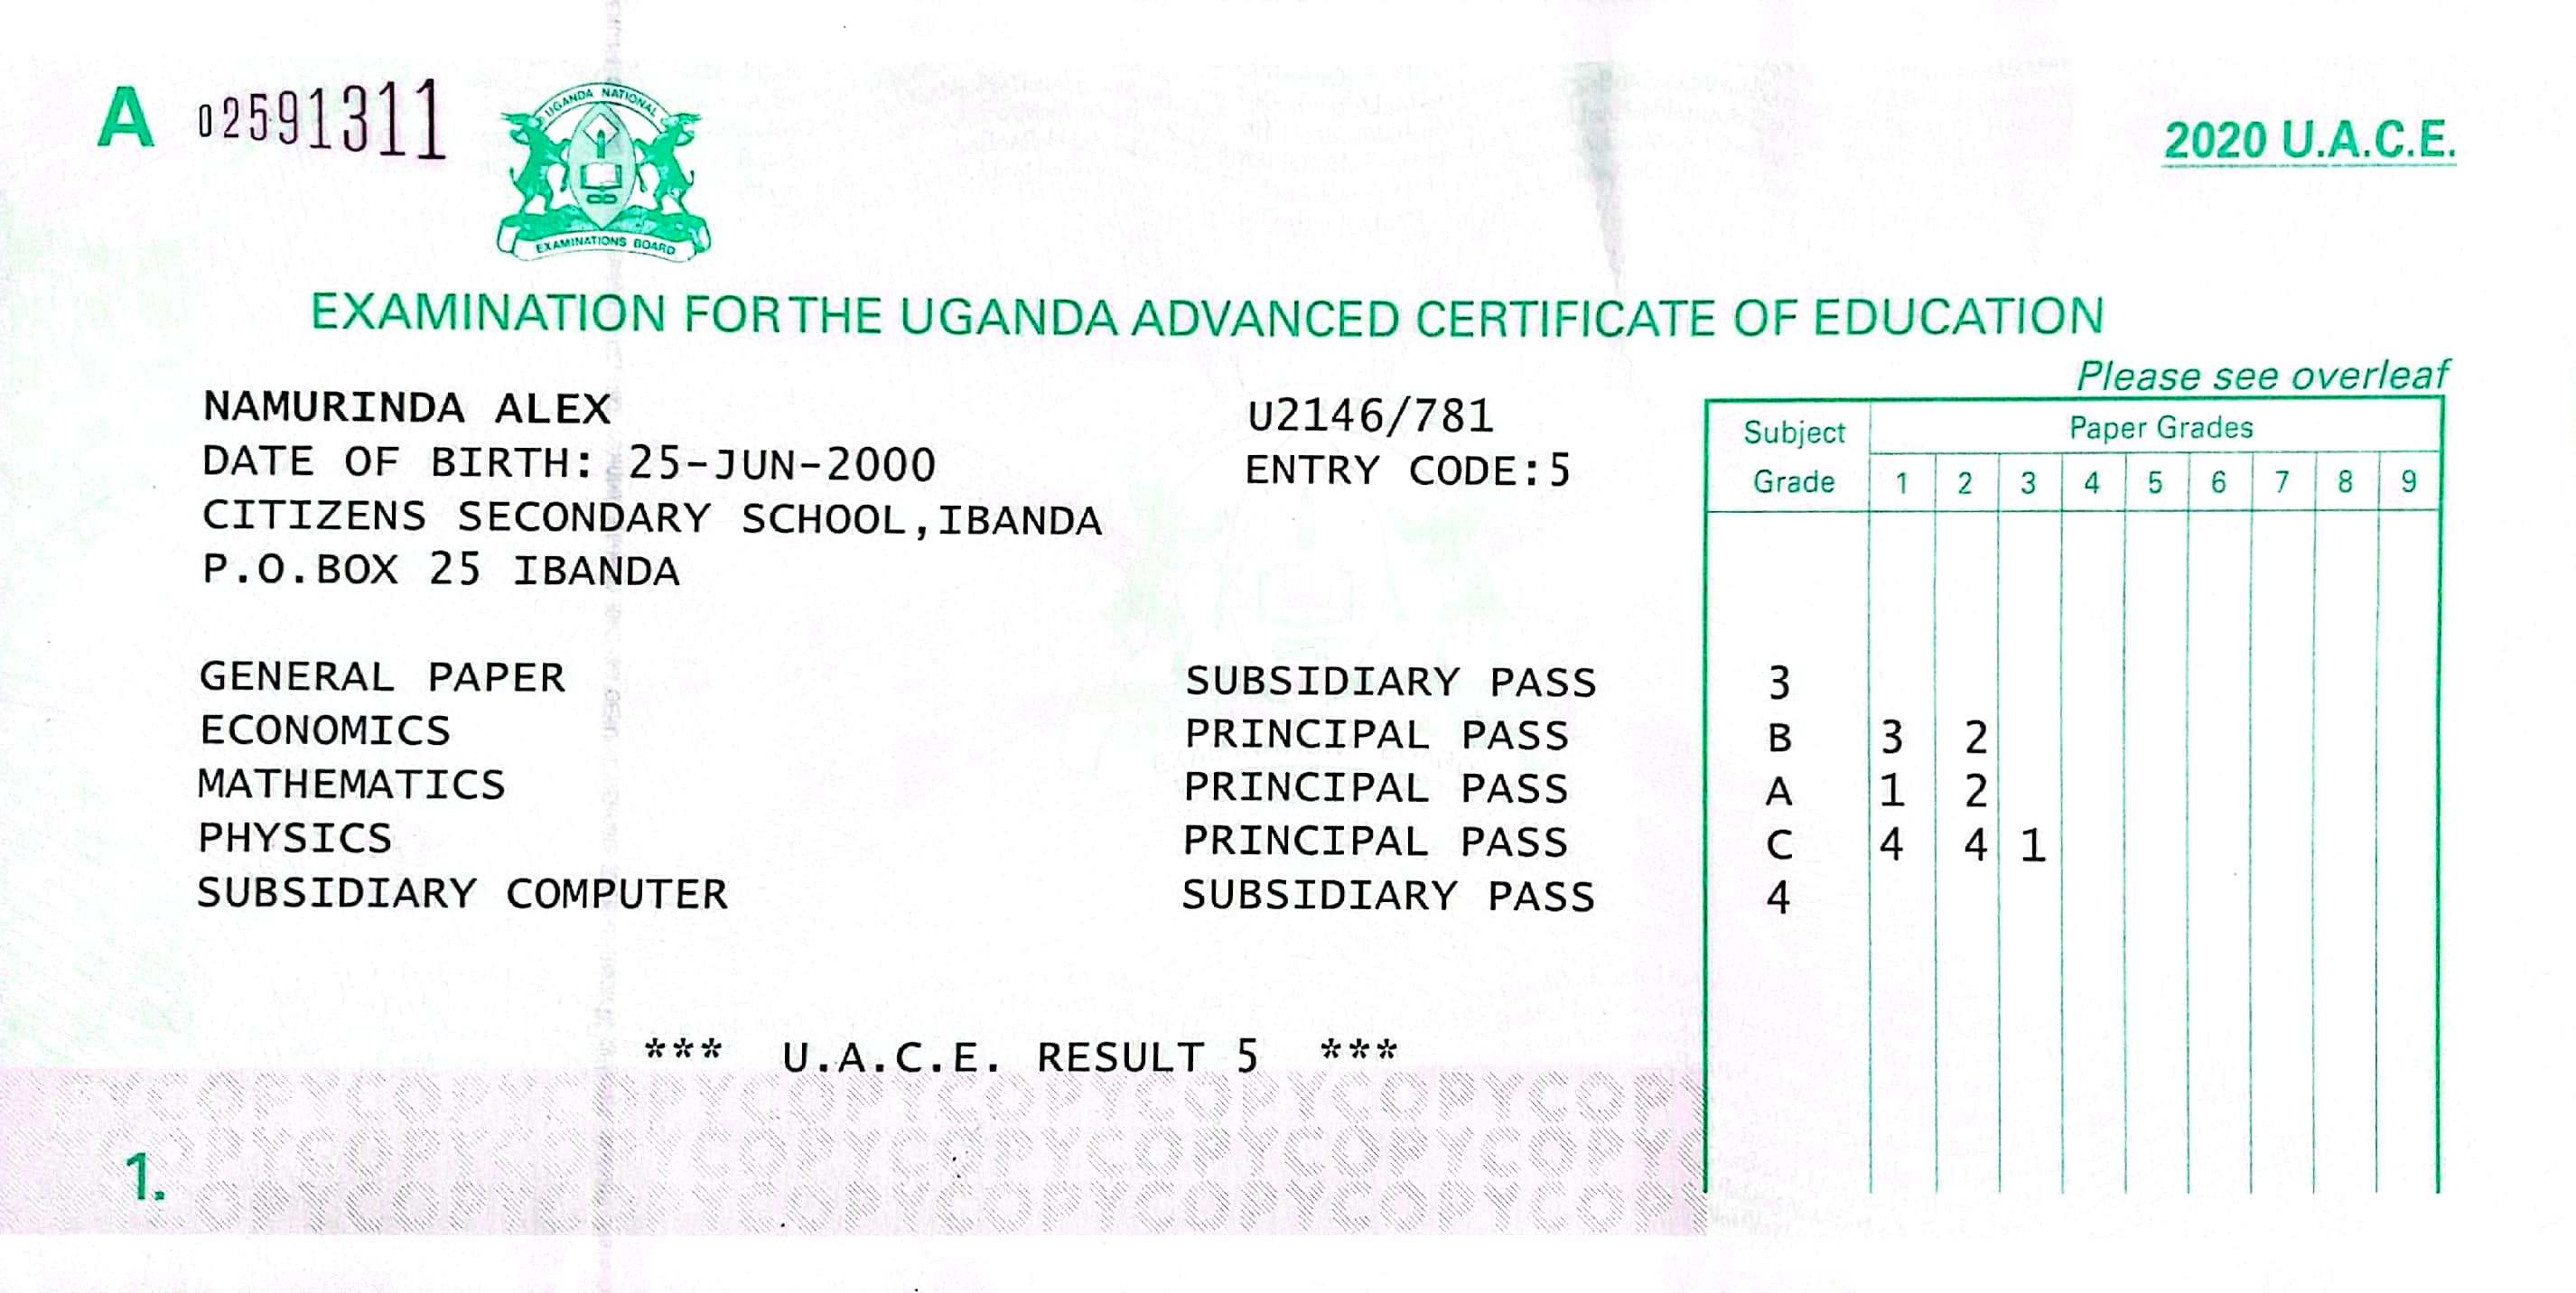 A 02591311
UGANDA NATIONAL
EXAMINATIONS BOARD
2020 U.A.C.E.
EXAMINATION FOR THE UGANDA ADVANCED CERTIFICATE OF EDUCATION
Please see overleaf
NAMURINDA ALEX U2146/781
DATE OF BIRTH: 25-JUN-2000 ENTRY CODE:5
CITIZENS SECONDARY SCHOOL,IBANDA
P.O.BOX 25 IBANDA
Subject Grade Paper Grades
1 2 3 4 5 6 7 8 9
GENERAL PAPER SUBSIDIARY PASS 3
ECONOMICS PRINCIPAL PASS B 3 2
MATHEMATICS PRINCIPAL PASS A 1 2
PHYSICS PRINCIPAL PASS C 4 4 1
SUBSIDIARY COMPUTER SUBSIDIARY PASS 4
*** U.A.C.E. RESULT 5 ***
YCOPYCOPYCOPYCOPYCOPYCOPYCOPYCOPYCOP
YCOPYCOPYCOPYCOPYCOPYCOPYCOPYCOPY
1.
COPYCOPYCOPYCOPYCOPYCOPYCOPYCOP